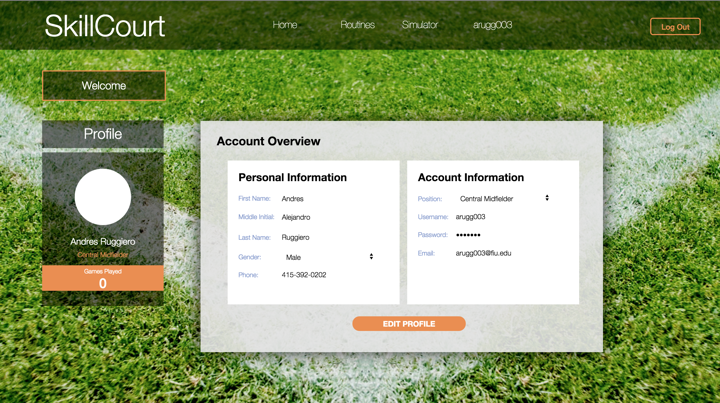 SkillCourt
Home Routines Simulator arugg003
Log Out
Welcome
Profile
Andres Ruggiero
Central Midfielder
Games Played
0
Account Overview
Personal Information
First Name: Andres
Middle Initial: Alejandro
Last Name: Ruggiero
Gender: Male
Phone: 415-392-0202
Account Information
Position: Central Midfielder
Username: arugg003
Password: •••••••
Email: arugg003@fiu.edu
EDIT PROFILE